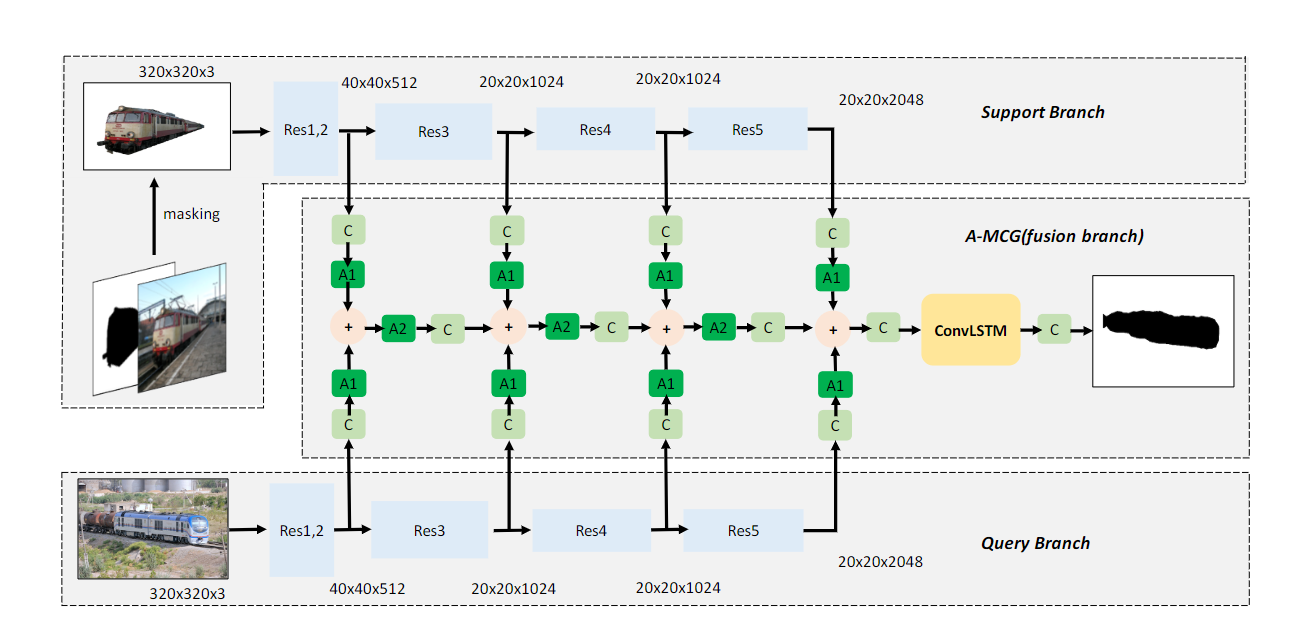 320x320x3
40x40x512
20x20x1024
20x20x1024
20x20x2048
Support Branch
Res1,2
Res3
Res4
Res5
masking
A-MCG(fusion branch)
C
C
C
C
A1
A1
A1
A1
+
A2
C
+
A2
C
+
A2
C
+
C
ConvLSTM
C
A1
A1
A1
A1
C
C
C
C
Res1,2
Res3
Res4
Res5
Query Branch
320x320x3
40x40x512
20x20x1024
20x20x1024
20x20x2048